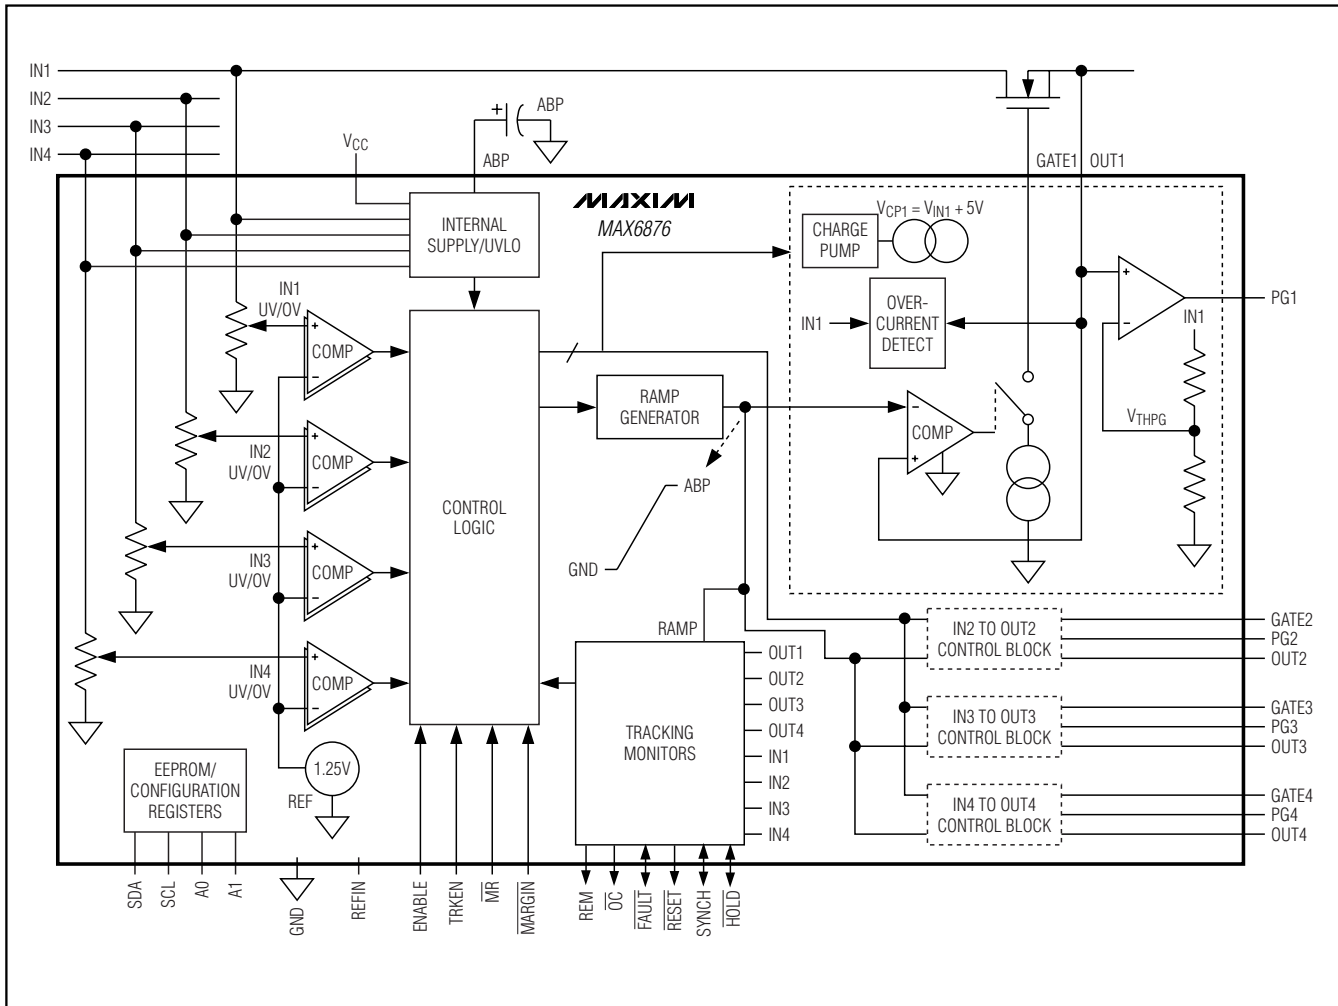 IN1
IN2
IN3
IN4
VCC
ABP
+
ABP
GATE1
OUT1
MAXIM
MAX6876
INTERNAL
SUPPLY/UVLO
CHARGE
PUMP
VCP1 = VIN1 + 5V
OVER-
CURRENT
DETECT
IN1
+
−
PG1
IN1
VTHPG
IN1
UV/OV
+
−
COMP
IN2
UV/OV
+
−
COMP
IN3
UV/OV
+
−
COMP
IN4
UV/OV
+
−
COMP
CONTROL
LOGIC
RAMP
GENERATOR
−
+
COMP
ABP
GND
RAMP
TRACKING
MONITORS
OUT1
OUT2
OUT3
OUT4
IN1
IN2
IN3
IN4
IN2 TO OUT2
CONTROL BLOCK
GATE2
PG2
OUT2
IN3 TO OUT3
CONTROL BLOCK
GATE3
PG3
OUT3
IN4 TO OUT4
CONTROL BLOCK
GATE4
PG4
OUT4
EEPROM/
CONFIGURATION
REGISTERS
1.25V
REF
SDA
SCL
A0
A1
GND
REFIN
ENABLE
TRKEN
MR
MARGIN
REM
OC
FAULT
RESET
SYNCH
HOLD